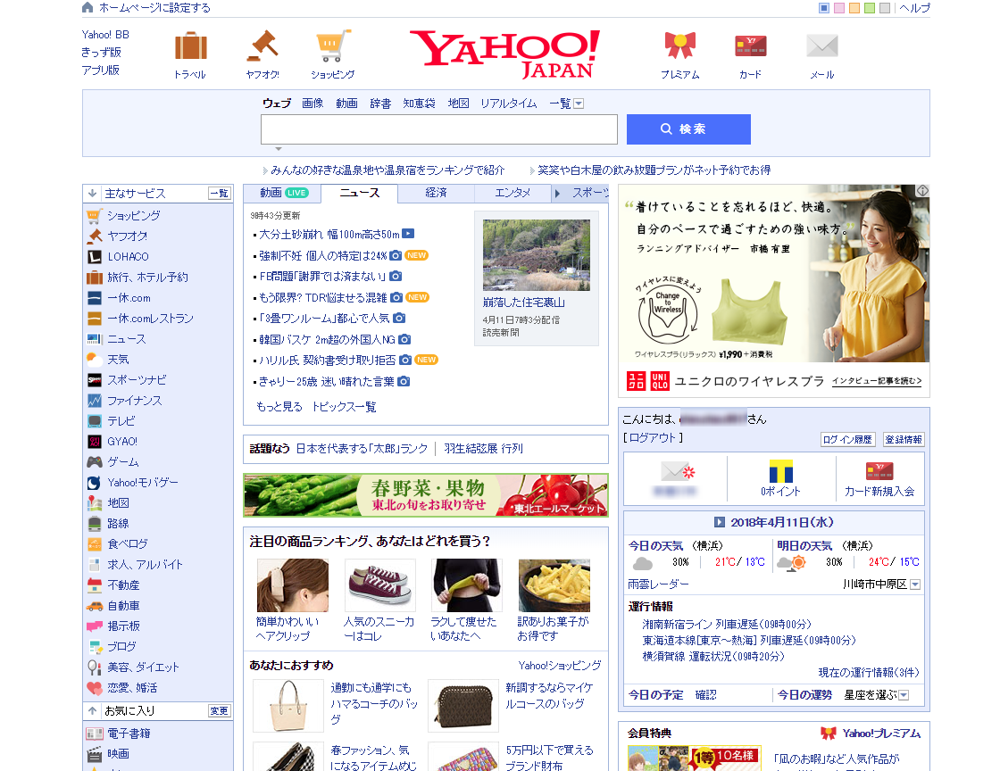 ホームページに設定する
ヘルプ
Yahoo! BB
きっず版
アプリ版
トラベル
ヤフオク!
ショッピング
YAHOO!
JAPAN
プレミアム
カード
メール
ウェブ 画像 動画 辞書 知恵袋 地図 リアルタイム 一覧
検索
みんなの好きな温泉地や温泉宿をランキングで紹介
笑笑や白木屋の飲み放題プランがネット予約でお得
主なサービス 一覧
ショッピング
ヤフオク!
LOHACO
旅行、ホテル予約
一休.com
一休.comレストラン
ニュース
天気
スポーツナビ
ファイナンス
テレビ
GYAO!
ゲーム
Yahoo!モバゲー
地図
路線
食べログ
求人、アルバイト
不動産
自動車
掲示板
ブログ
美容、ダイエット
恋愛、婚活
お気に入り 変更
電子書籍
映画
動画 LIVE ニュース 経済 エンタメ スポーツ
9時43分更新
大分土砂崩れ 幅100m高さ50m
強制不妊 個人の特定は24% NEW
FB問題「謝罪では済まない」
もう限界? TDR悩ませる混雑 NEW
「3畳ワンルーム」都心で人気
韓国バスケ 2m超の外国人NG
ハリル氏 契約書受け取り拒否 NEW
きゃりー25歳 迷い晴れた言葉
もっと見る トピックス一覧
崩落した住宅裏山
4月11日7時3分配信
読売新聞
話題なう 日本を代表する「太郎」ランク 羽生結弦展 行列
春野菜・果物
東北の旬をお取り寄せ
東北エールマーケット
注目の商品ランキング、あなたはどれを買う?
簡単かわいい
ヘアクリップ
人気のスニーカ
ーはコレ
ラクして痩せた
いあなたへ
訳ありお菓子が
お得です
あなたにおすすめ Yahoo!ショッピング
通勤にも通学にも
ハマるコーチのバッ
グ
新調するならマイケ
ルコースのバッグ
春ファッション、気
になるアイテムめじ
5万円以下で買える
ブランド財布
“着けていることを忘れるほど、快適。
自分のペースで過ごすための強い味方。”
ランニングアドバイザー 市橋有里
ワイヤレスに変えよう
Change
to
Wireless
ワイヤレスブラ(リラックス) ¥1,990+消費税
ユニクロ
UNIQLO
ユニクロのワイヤレスブラ
インタビュー記事を読む>
こんにちは、
さん
[ログアウト]
ログイン履歴 登録情報
0ポイント
カード新規入会
2018年4月11日(水)
今日の天気 (横浜) 明日の天気 (横浜)
30% 21℃/ 13℃ 30% 24℃/ 15℃
雨雲レーダー 川崎市中原区
運行情報
湘南新宿ライン 列車遅延(09時00分)
東海道本線[東京〜熱海] 列車遅延(09時00分)
横須賀線 運転状況(09時20分)
現在の運行情報(3件)
今日の予定 確認 今日の運勢 星座を選ぶ
会員特典 Yahoo!プレミアム
1等 10名様
「凪のお暇」など人気作品が